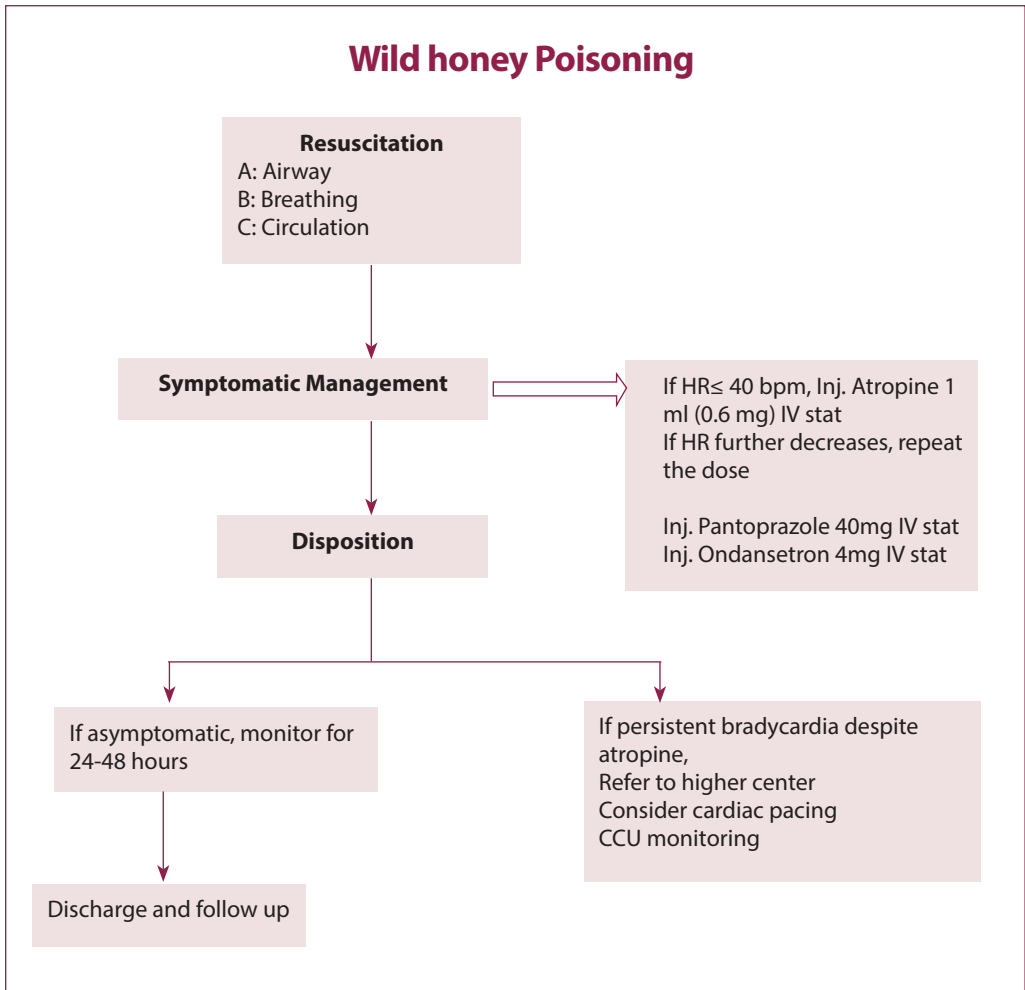 Wild honey Poisoning
Resuscitation
A: Airway
B: Breathing
C: Circulation
Symptomatic Management
If HR≤ 40 bpm, Inj. Atropine 1
ml (0.6 mg) IV stat
If HR further decreases, repeat
the dose
Inj. Pantoprazole 40mg IV stat
Inj. Ondansetron 4mg IV stat
Disposition
If asymptomatic, monitor for
24-48 hours
If persistent bradycardia despite
atropine,
Refer to higher center
Consider cardiac pacing
CCU monitoring
Discharge and follow up